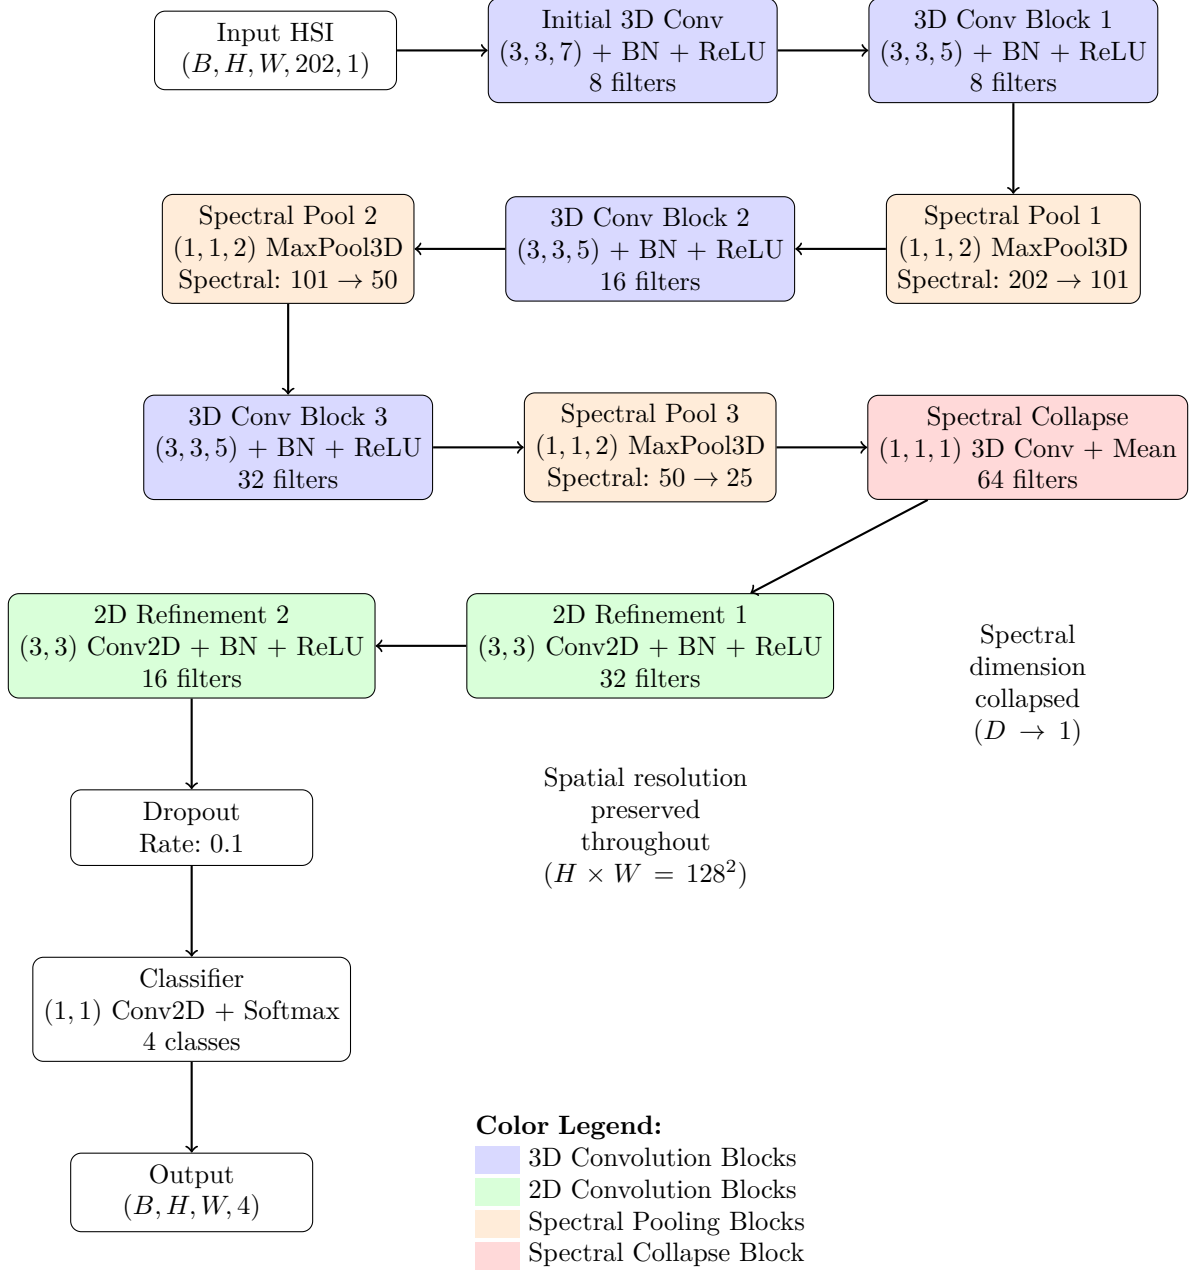 Input HSI
(B, H, W, 202, 1)
Initial 3D Conv
(3, 3, 7) + BN + ReLU
8 filters
3D Conv Block 1
(3, 3, 5) + BN + ReLU
8 filters
Spectral Pool 1
(1, 1, 2) MaxPool3D
Spectral: 202 → 101
3D Conv Block 2
(3, 3, 5) + BN + ReLU
16 filters
Spectral Pool 2
(1, 1, 2) MaxPool3D
Spectral: 101 → 50
3D Conv Block 3
(3, 3, 5) + BN + ReLU
32 filters
Spectral Pool 3
(1, 1, 2) MaxPool3D
Spectral: 50 → 25
Spectral Collapse
(1, 1, 1) 3D Conv + Mean
64 filters
2D Refinement 1
(3, 3) Conv2D + BN + ReLU
32 filters
2D Refinement 2
(3, 3) Conv2D + BN + ReLU
16 filters
Spectral
dimension
collapsed
(D → 1)
Spatial resolution
preserved
throughout
(H × W = 128²)
Dropout
Rate: 0.1
Classifier
(1, 1) Conv2D + Softmax
4 classes
Output
(B, H, W, 4)
Color Legend:
3D Convolution Blocks
2D Convolution Blocks
Spectral Pooling Blocks
Spectral Collapse Block